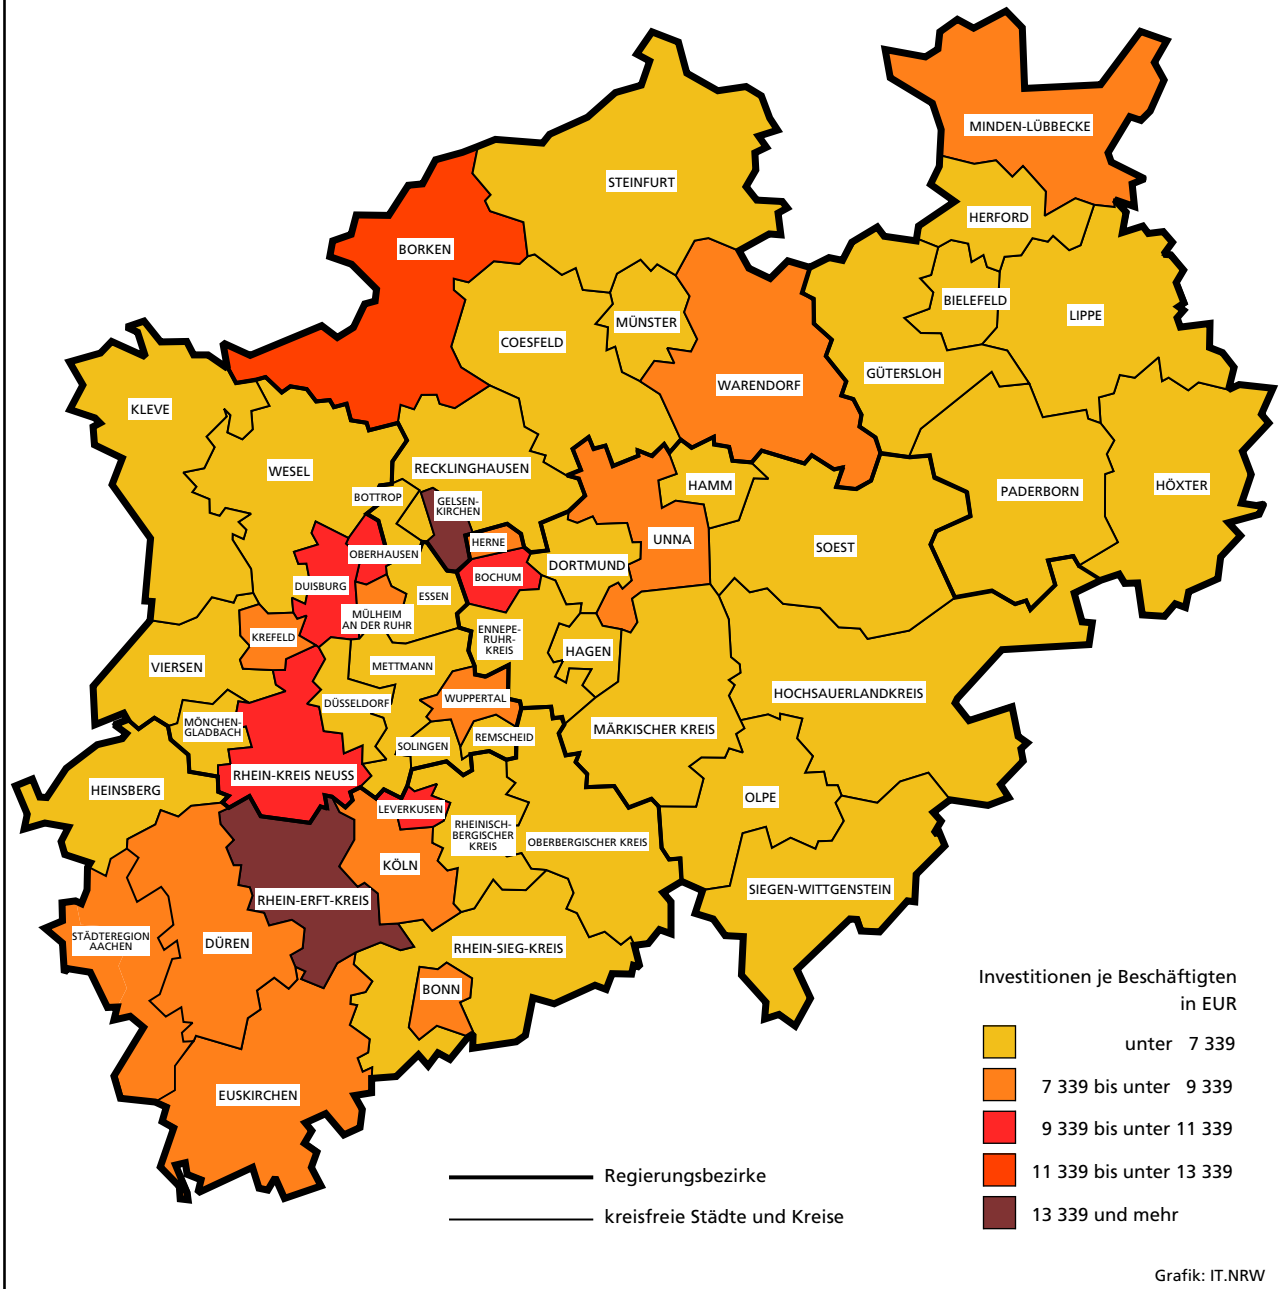 MINDEN-LÜBBECKE
STEINFURT
HERFORD
BORKEN
BIELEFELD
LIPPE
MÜNSTER
COESFELD
GÜTERSLOH
WARENDORF
KLEVE
WESEL
RECKLINGHAUSEN
HAMM
PADERBORN
HÖXTER
BOTTROP
GELSEN-
KIRCHEN
HERNE
UNNA
SOEST
OBERHAUSEN
DORTMUND
BOCHUM
DUISBURG
ESSEN
MÜLHEIM
AN DER RUHR
KREFELD
ENNEPE-
RUHR-
KREIS
HAGEN
VIERSEN
METTMANN
HOCHSAUERLANDKREIS
WUPPERTAL
DÜSSELDORF
MÖNCHEN-
GLADBACH
MÄRKISCHER KREIS
REMSCHEID
SOLINGEN
RHEIN-KREIS NEUSS
HEINSBERG
OLPE
LEVERKUSEN
RHEINISCH-
BERGISCHER
KREIS
OBERBERGISCHER KREIS
KÖLN
SIEGEN-WITTGENSTEIN
RHEIN-ERFT-KREIS
STÄDTEREGION
AACHEN
DÜREN
RHEIN-SIEG-KREIS
BONN
EUSKIRCHEN
Investitionen je Beschäftigten
in EUR
unter 7 339
7 339 bis unter 9 339
9 339 bis unter 11 339
11 339 bis unter 13 339
13 339 und mehr
Regierungsbezirke
kreisfreie Städte und Kreise
Grafik: IT.NRW